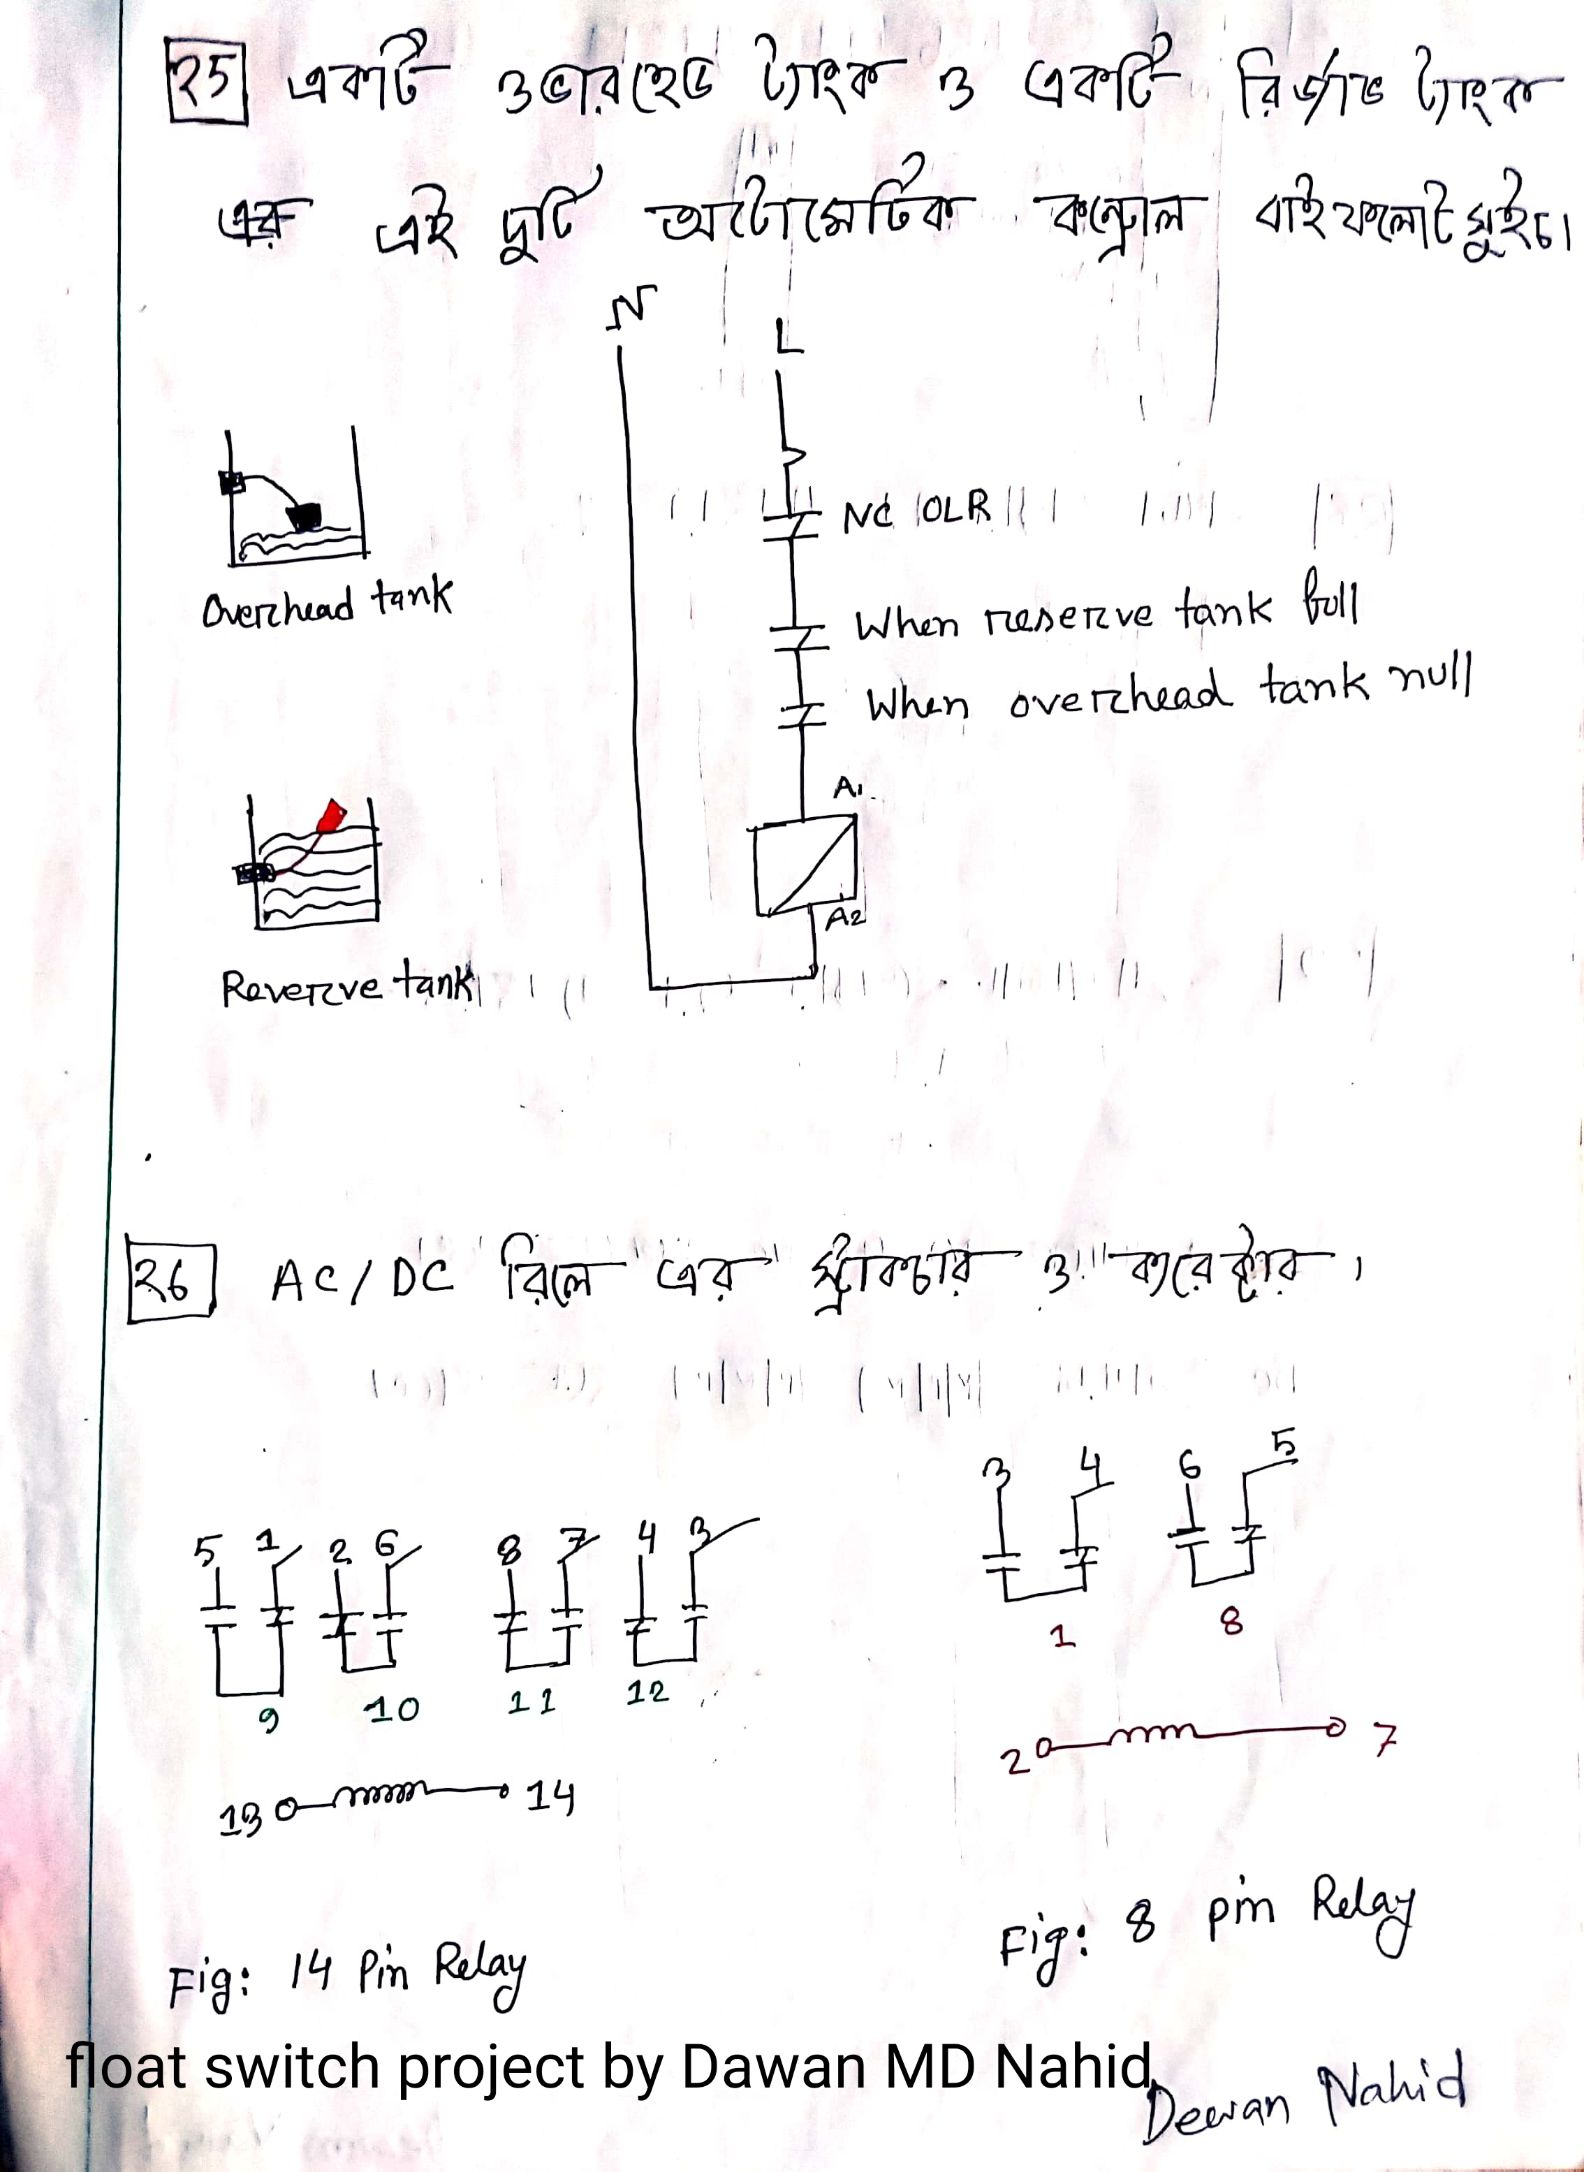 ২5 একটি ওভারহেড ট্যাংক ও একটি রির্জাভ ট্যাংক
এর এই দুটি অটোমেটিক কন্ট্রোল বাই ফলোট সুইচ।
N
L
NC OLR
When reserve tank full
When overhead tank null
Overhead tank
A1
A2
Reverve tank
২6 AC/DC রিলে এর স্ট্রাকচার ও ক্যারেক্টার।
3 4 6 5
5 1 2 6 8 7 4 3
1 8
9 10 11 12
2 7
13 14
Fig: 8 pin Relay
Fig: 14 Pin Relay
float switch project by Dawan MD Nahid
Dewan Nahid